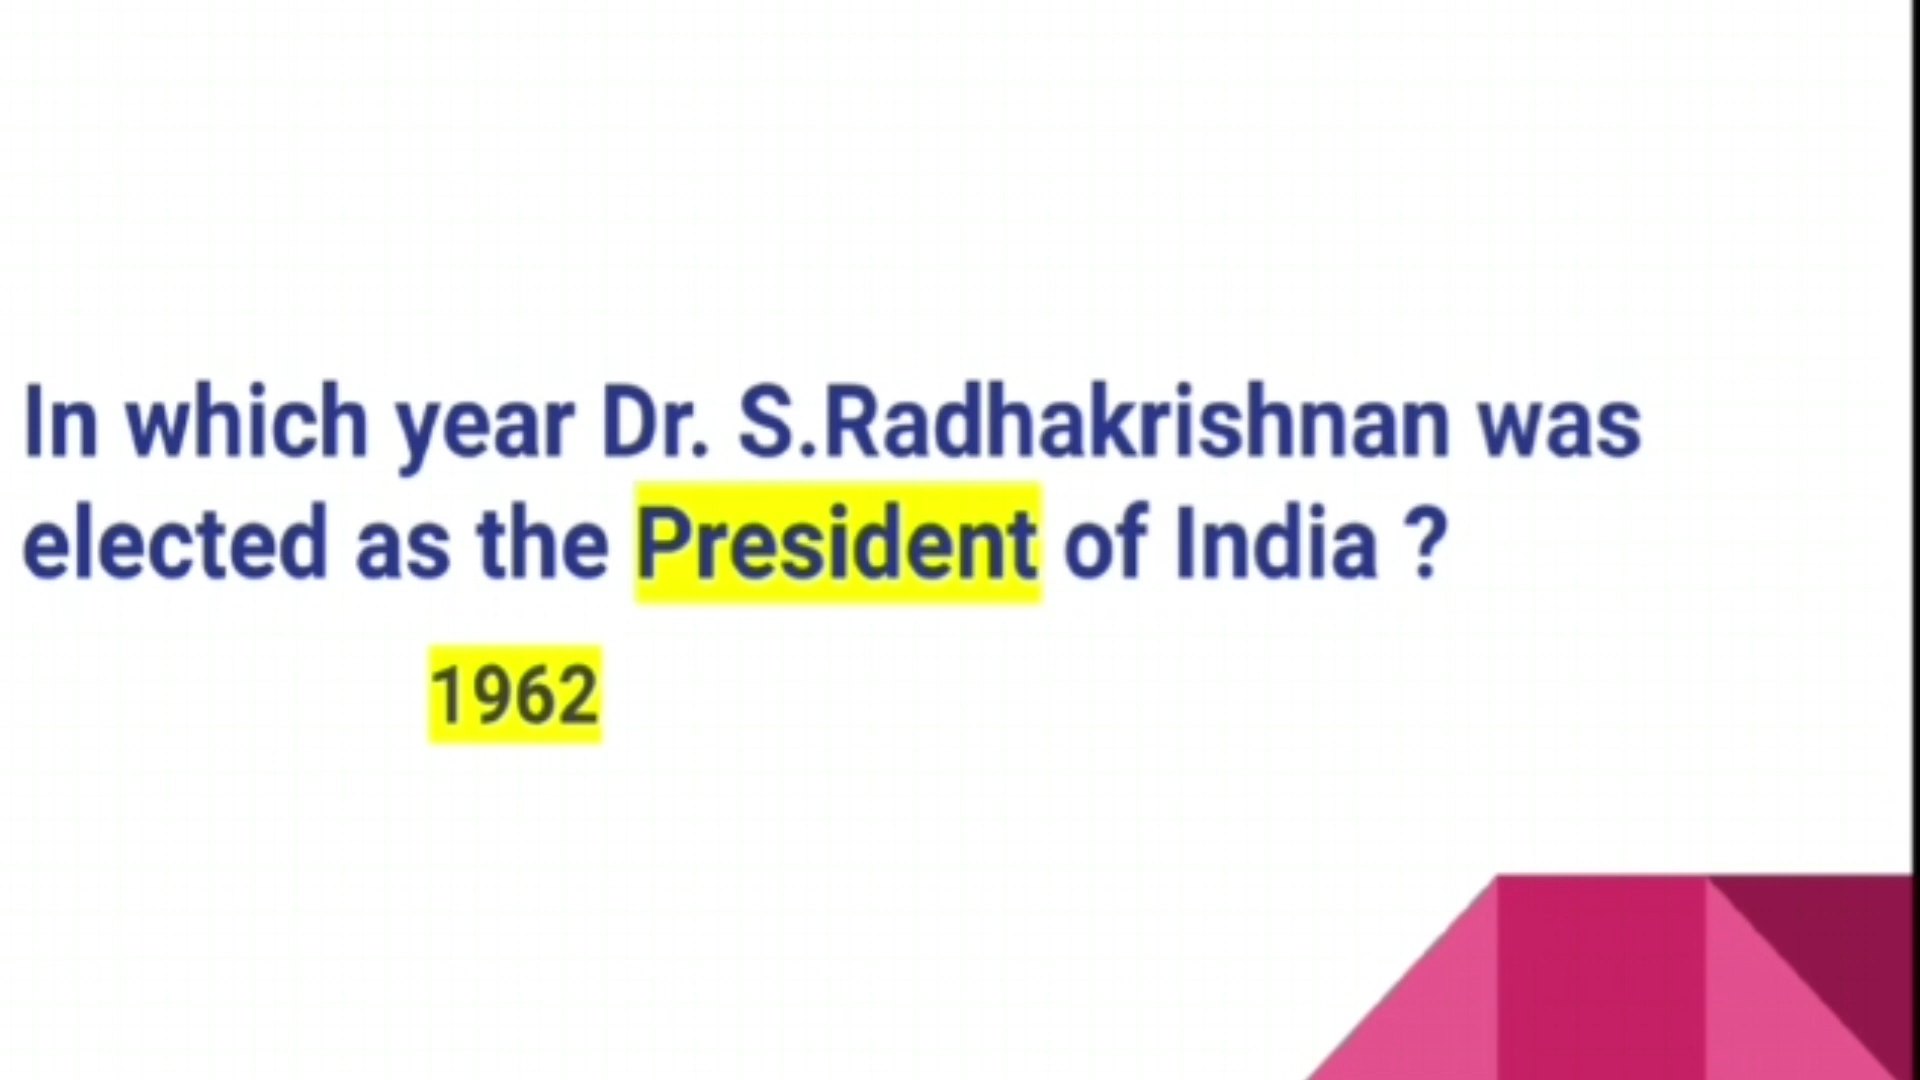 In which year Dr. S.Radhakrishnan was
elected as the President of India ?
1962